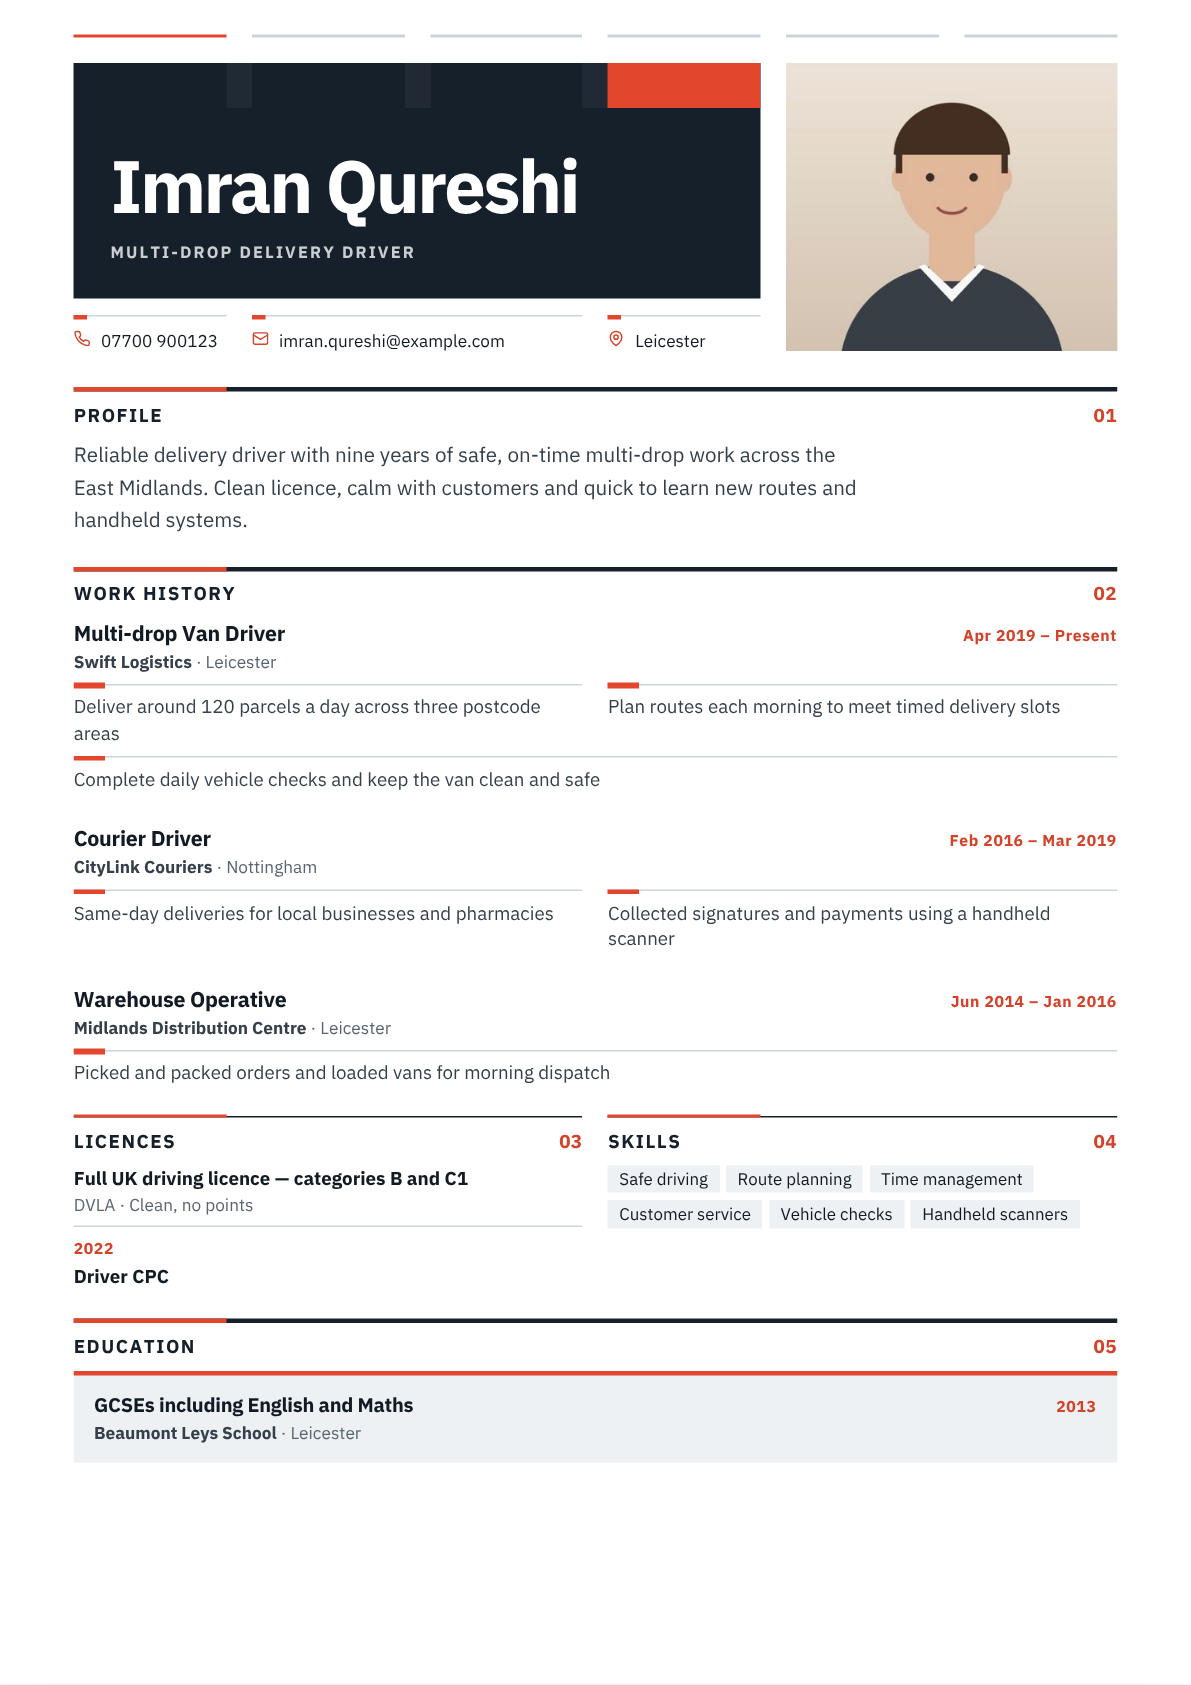 Imran Qureshi
MULTI-DROP DELIVERY DRIVER
07700 900123
imran.qureshi@example.com
Leicester
PROFILE
01
Reliable delivery driver with nine years of safe, on-time multi-drop work across the
East Midlands. Clean licence, calm with customers and quick to learn new routes and
handheld systems.
WORK HISTORY
02
Multi-drop Van Driver
Apr 2019 – Present
Swift Logistics · Leicester
Deliver around 120 parcels a day across three postcode
areas
Plan routes each morning to meet timed delivery slots
Complete daily vehicle checks and keep the van clean and safe
Courier Driver
Feb 2016 – Mar 2019
CityLink Couriers · Nottingham
Same-day deliveries for local businesses and pharmacies
Collected signatures and payments using a handheld
scanner
Warehouse Operative
Jun 2014 – Jan 2016
Midlands Distribution Centre · Leicester
Picked and packed orders and loaded vans for morning dispatch
LICENCES
03
Full UK driving licence — categories B and C1
DVLA · Clean, no points
2022
Driver CPC
SKILLS
04
Safe driving
Route planning
Time management
Customer service
Vehicle checks
Handheld scanners
EDUCATION
05
GCSEs including English and Maths
2013
Beaumont Leys School · Leicester